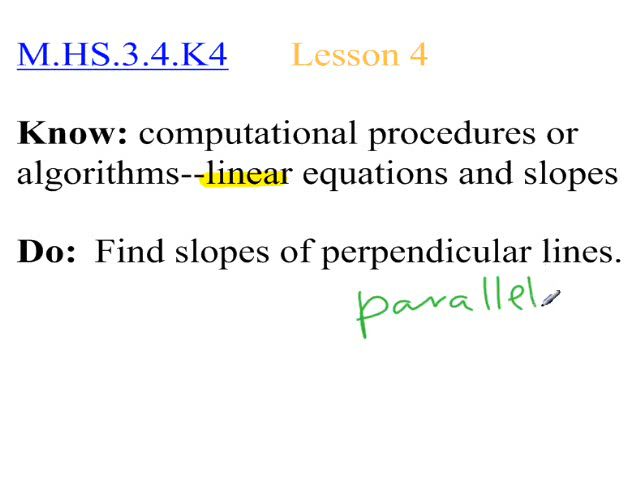 M.HS.3.4.K4 Lesson 4
Know: computational procedures or
algorithms--linear equations and slopes
Do: Find slopes of perpendicular lines.
parallel